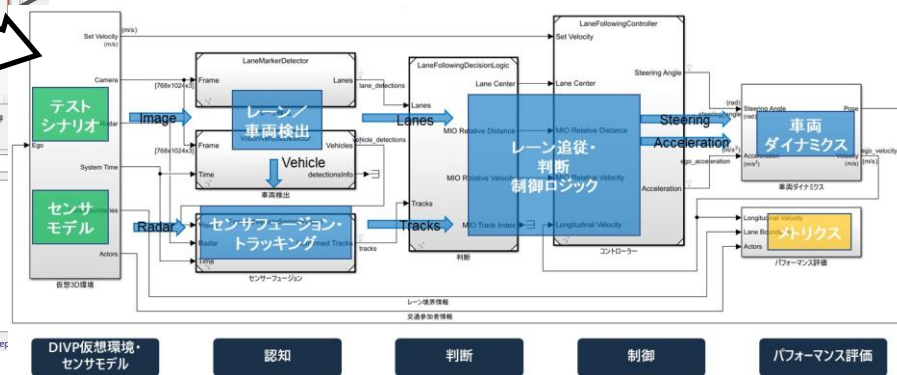 Set Velocity
(m/s)
(m/s)
Camera
[768x1024x3]
テスト
シナリオ
Radar
Ego
System Time
センサ
モデル
Actors
仮想3D環境
Image
Radar
LaneMarkerDetector
Frame
Lanes
lane_detections
レーン／
車両検出
[768x1024x3]
Frame
Vehicles
vehicle_detections
Time
detectionsInfo
車両検出
Vehicle
センサフュージョン・
トラッキング
Radar
Time
tracks
センサーフュージョン
Lanes
Tracks
LaneFollowingDecisionLogic
Lanes
Lane Center
MIO Relative Distance
MIO Relative Velocity
Tracks
MIO Track Index
判断
LaneFollowingController
Set Velocity
Lane Center
MIO Relative Distance
MIO Relative Velocity
Longitudinal Velocity
Steering Angle
Acceleration
コントローラー
レーン追従・
判断
制御ロジック
Steering
Acceleration
(rad)
(m/s²)
ego_acceleration
Steering Angle
(rad)
Acceleration
(m/s²)
Pose
Velocity
(m/s)
ego_velocity
(m/s)
車両
ダイナミクス
車両ダイナミクス
Longitudinal Velocity
Actors
メトリクス
パフォーマンス評価
レーン境界情報
交通参加者情報
DIVP仮想環境・
センサモデル
認知
判断
制御
パフォーマンス評価